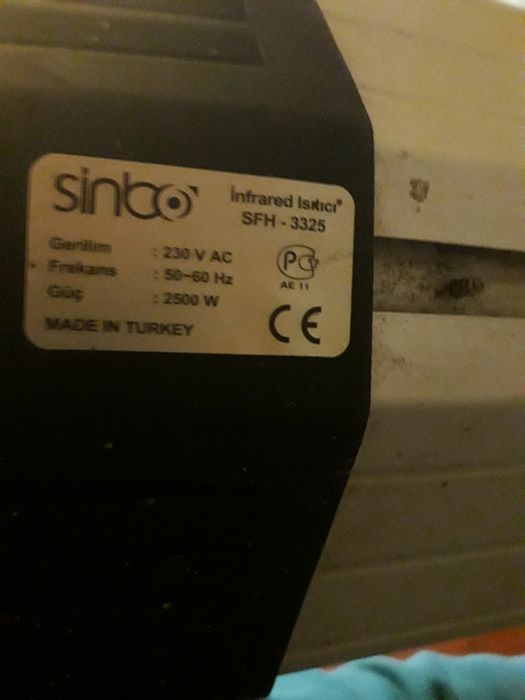 sinbo
İnfrared Isıtıcı
SFH - 3325
Gerilim : 230 V AC
Frekans : 50~60 Hz
Güç : 2500 W
PCT
AE 11
MADE IN TURKEY
CE